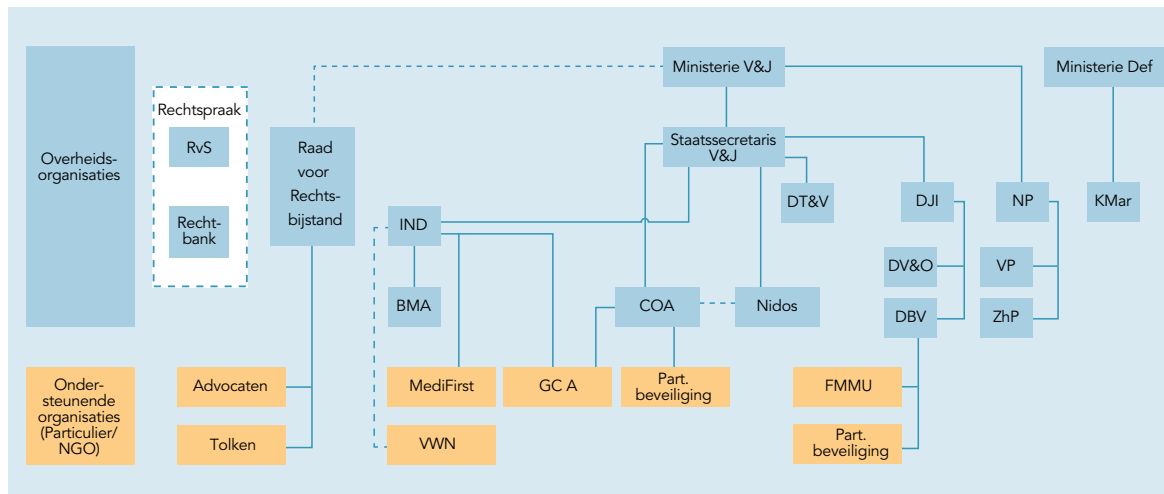 Ministerie V&J
Ministerie Def
Rechtspraak
RvS
Recht-
bank
Overheids-
organisaties
Raad
voor
Rechts-
bijstand
Staatssecretaris
V&J
IND
DT&V
DJI
NP
KMar
BMA
COA
Nidos
DV&O
VP
DBV
ZhP
Onder-
steunende
organisaties
(Particulier/
NGO)
Advocaten
MediFirst
GC A
Part.
beveiliging
FMMU
Tolken
VWN
Part.
beveiliging